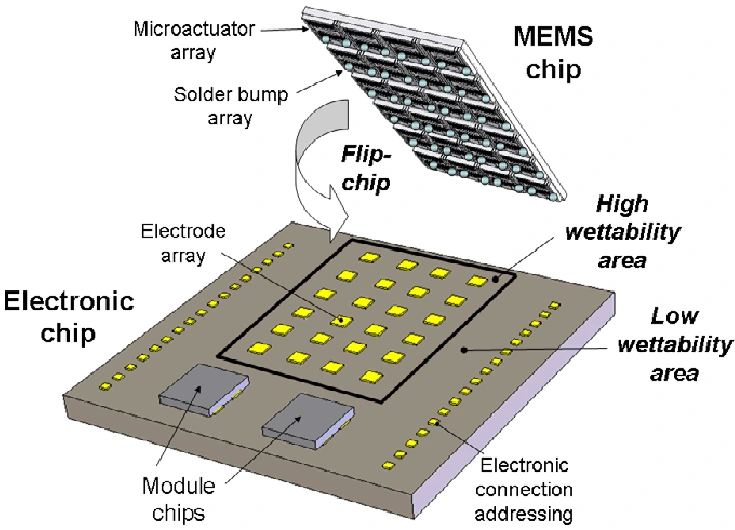 Microactuator
array
MEMS
chip
Solder bump
array
Flip-
chip
High
wettability
area
Electrode
array
Electronic
chip
Low
wettability
area
Module
chips
Electronic
connection
addressing